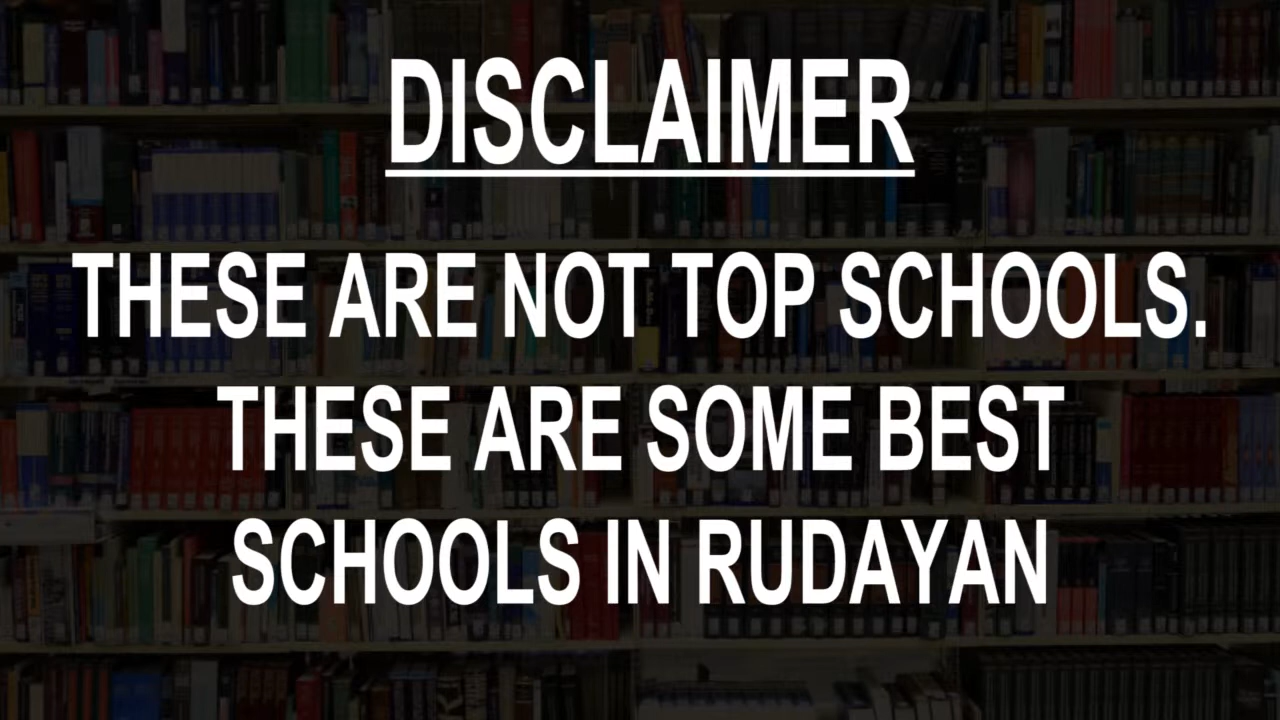 DISCLAIMER
THESE ARE NOT TOP SCHOOLS.
THESE ARE SOME BEST
SCHOOLS IN RUDAYAN